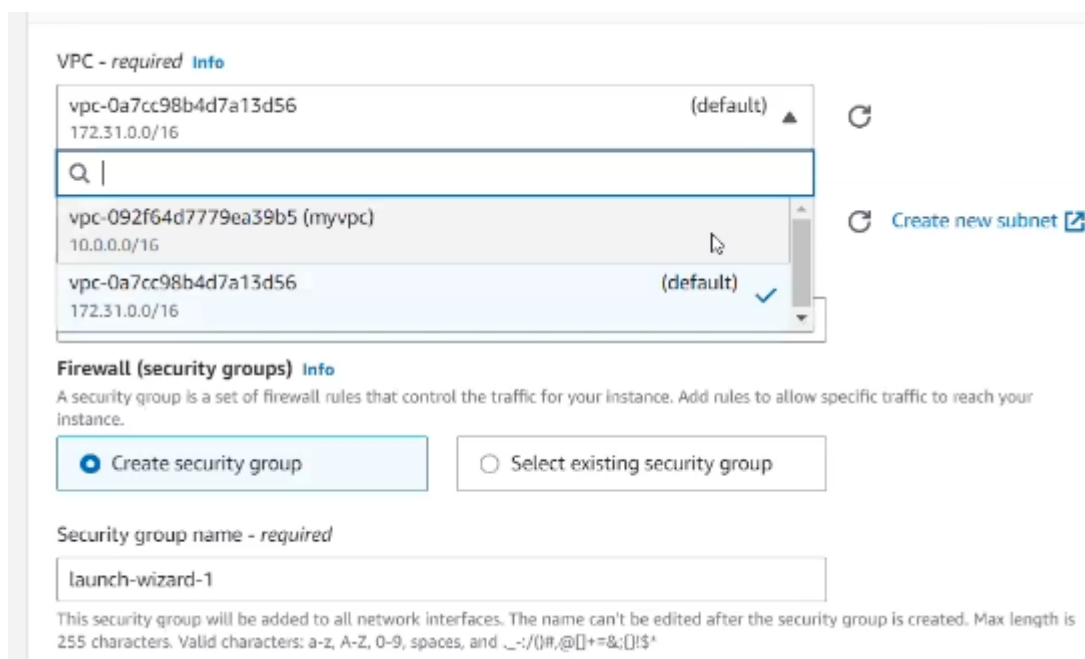 VPC - required Info
vpc-0a7cc98b4d7a13d56 (default)
172.31.0.0/16
vpc-092f64d7779ea39b5 (myvpc)
10.0.0.0/16
Create new subnet
vpc-0a7cc98b4d7a13d56 (default)
172.31.0.0/16
Firewall (security groups) Info
A security group is a set of firewall rules that control the traffic for your instance. Add rules to allow specific traffic to reach your
instance.
Create security group
Select existing security group
Security group name - required
launch-wizard-1
This security group will be added to all network interfaces. The name can't be edited after the security group is created. Max length is
255 characters. Valid characters: a-z, A-Z, 0-9, spaces, and ._-:/()#,@[]+=&;{}!$*